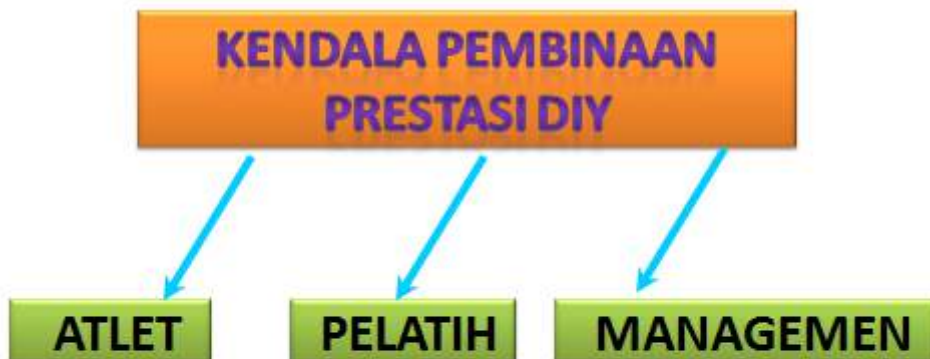 KENDALA PEMBINAAN
PRESTASI DIY
ATLET
PELATIH
MANAGEMEN